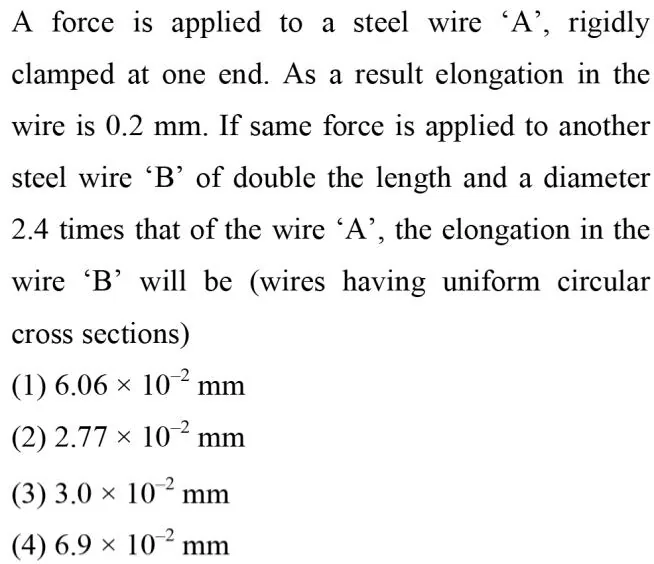 A force is applied to a steel wire ‘A’, rigidly
clamped at one end. As a result elongation in the
wire is 0.2 mm. If same force is applied to another
steel wire ‘B’ of double the length and a diameter
2.4 times that of the wire ‘A’, the elongation in the
wire ‘B’ will be (wires having uniform circular
cross sections)
(1) 6.06 × 10⁻² mm
(2) 2.77 × 10⁻² mm
(3) 3.0 × 10⁻² mm
(4) 6.9 × 10⁻² mm